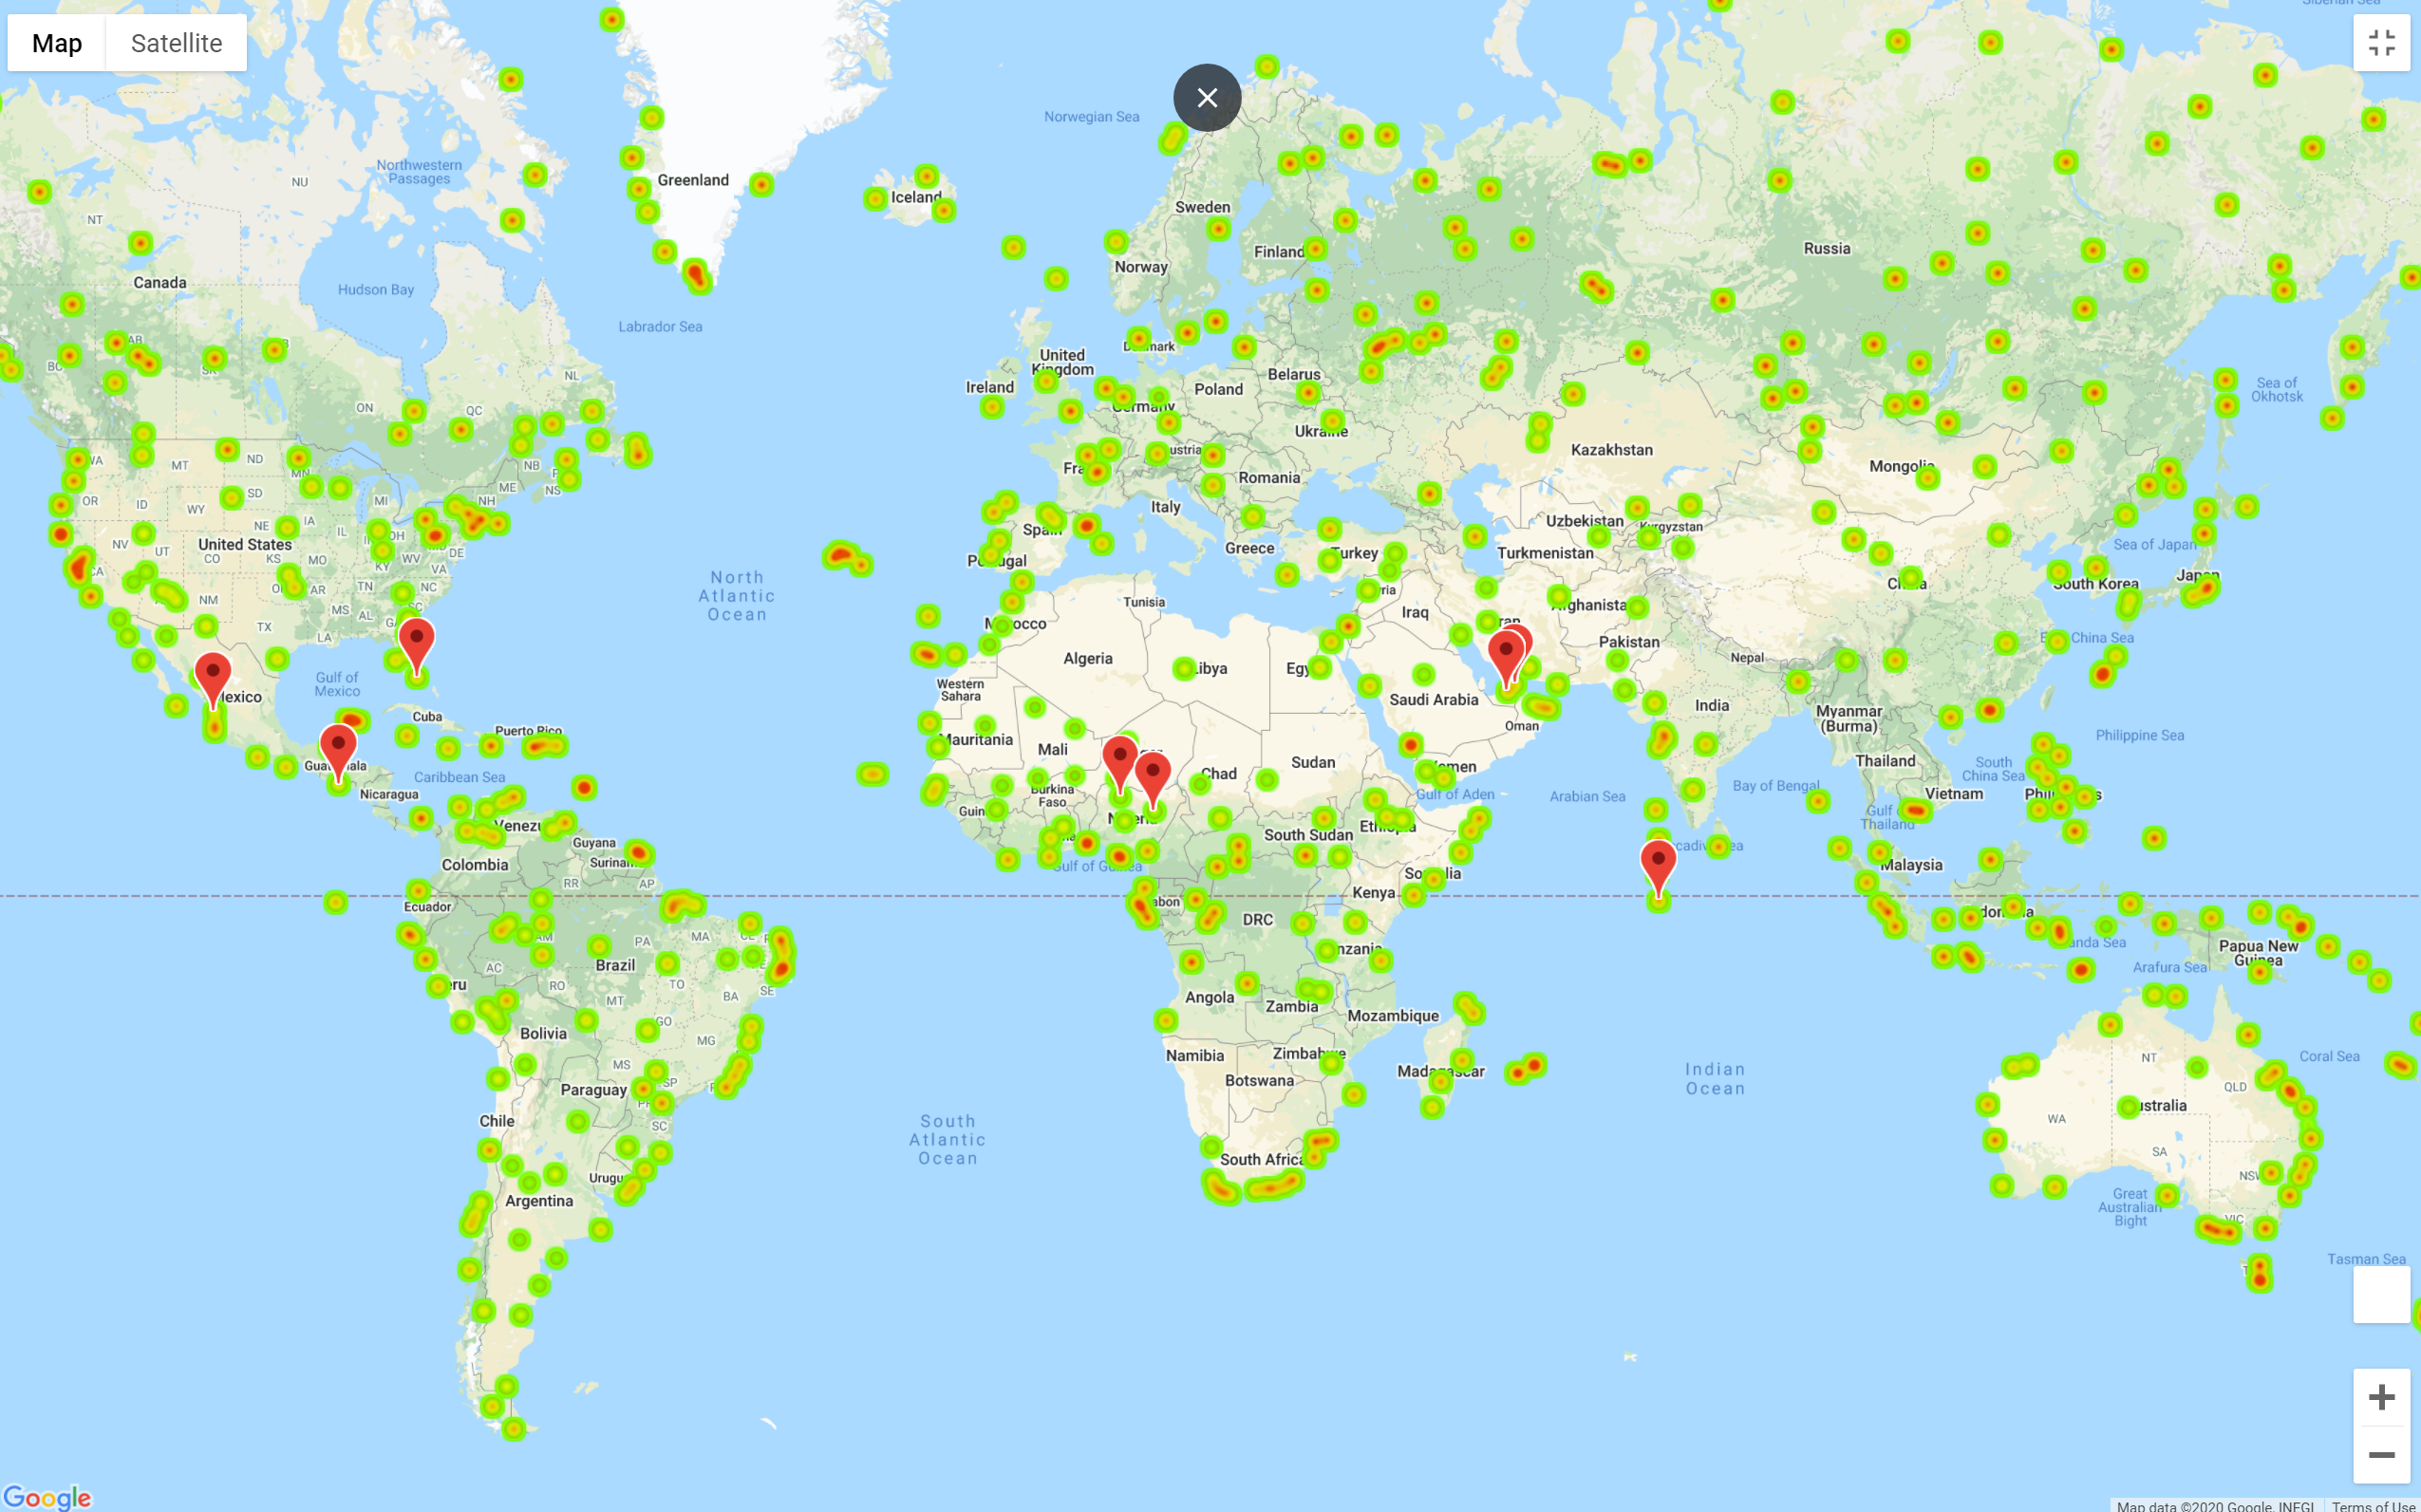 Map
Satellite
Siberian Sea
Norwegian Sea
Northwestern
Passages
NU
NT
Greenland
Iceland
Sweden
Finland
Norway
Russia
Canada
Hudson Bay
Labrador Sea
AB
BC
SK
NL
United
Kingdom
Ireland
Denmark
Poland
Belarus
Germany
Sea of
Okhotsk
ON
QC
Ukraine
WA
MT
ND
MN
NB
NS
ME
Austria
Kazakhstan
Mongolia
OR
ID
SD
WY
MI
NH
Romania
Italy
Spain
NE
IA
IL
OH
Uzbekistan
Kyrgyzstan
NV
UT
United States
CO
KS
MO
WV
DE
KY
VA
Greece
Turkey
Turkmenistan
Portugal
Sea of Japan
North
Atlantic
Ocean
CA
NM
AR
TN
NC
SC
MS
AL
TX
LA
Tunisia
Morocco
Iraq
Afghanistan
China
South Korea
Japan
Pakistan
Nepal
East China Sea
Gulf of
Mexico
Mexico
Algeria
Libya
Egypt
Western
Sahara
Saudi Arabia
India
Myanmar
(Burma)
Cuba
Puerto Rico
Oman
Philippine Sea
Mauritania
Mali
Guatemala
Caribbean Sea
Nicaragua
Chad
Sudan
Yemen
Gulf of Aden
Arabian Sea
Bay of Bengal
Thailand
South
China Sea
Vietnam
Burkina
Faso
Gulf of
Thailand
Venezuela
Guyana
Suriname
Colombia
Nigeria
South Sudan
Ethiopia
Gulf of Guinea
Laccadive Sea
Malaysia
Somalia
Kenya
RR
AP
Ecuador
Gabon
DRC
Indonesia
AM
PA
MA
CE
Brazil
AC
TO
RO
SE
BA
MT
Peru
Tanzania
Banda Sea
Papua New
Guinea
Arafura Sea
Angola
Zambia
Mozambique
Bolivia
GO
MG
MS
SP
Namibia
Zimbabwe
Botswana
Madagascar
Indian
Ocean
NT
Coral Sea
QLD
Paraguay
Chile
SC
WA
Australia
SA
South
Atlantic
Ocean
South Africa
NSW
Argentina
Great
Australian
Bight
VIC
Tasman Sea
Google
Map data ©2020 Google, INEGI
Terms of Use